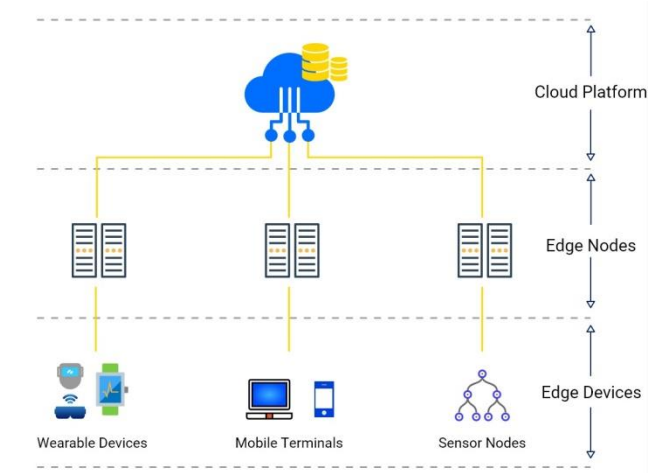 Cloud Platform
Edge Nodes
Edge Devices
Wearable Devices
Mobile Terminals
Sensor Nodes